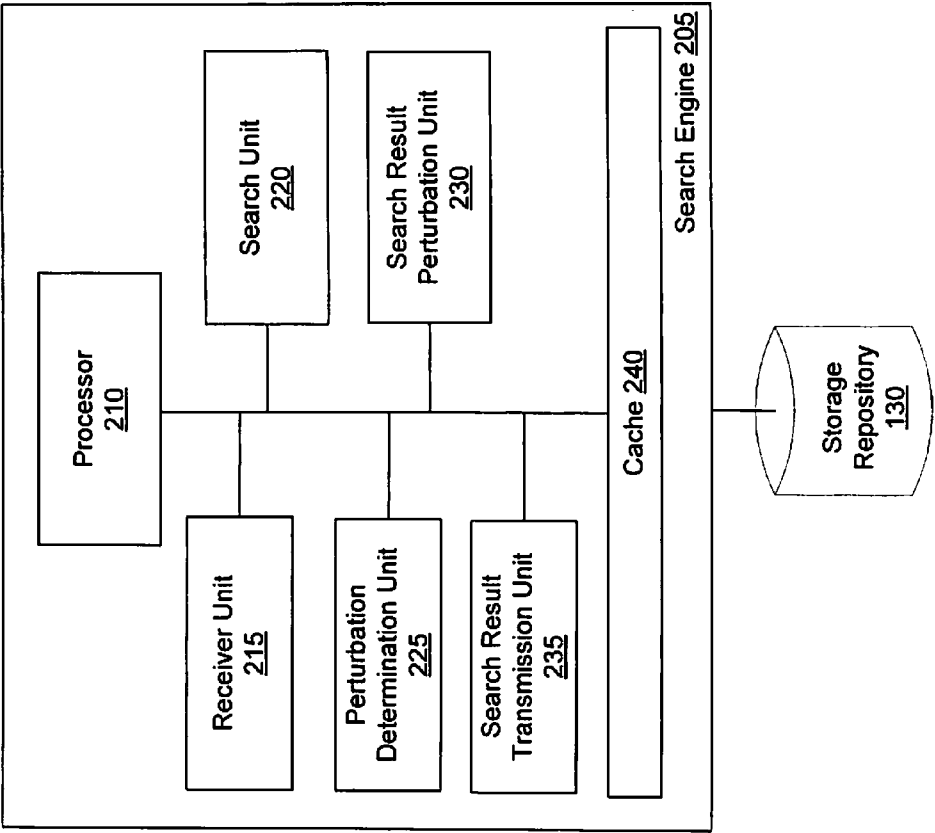 Processor
210
Receiver Unit
215
Search Unit
220
Perturbation
Determination Unit
225
Search Result
Perturbation Unit
230
Search Result
Transmission Unit
235
Cache 240
Search Engine 205
Storage
Repository
130